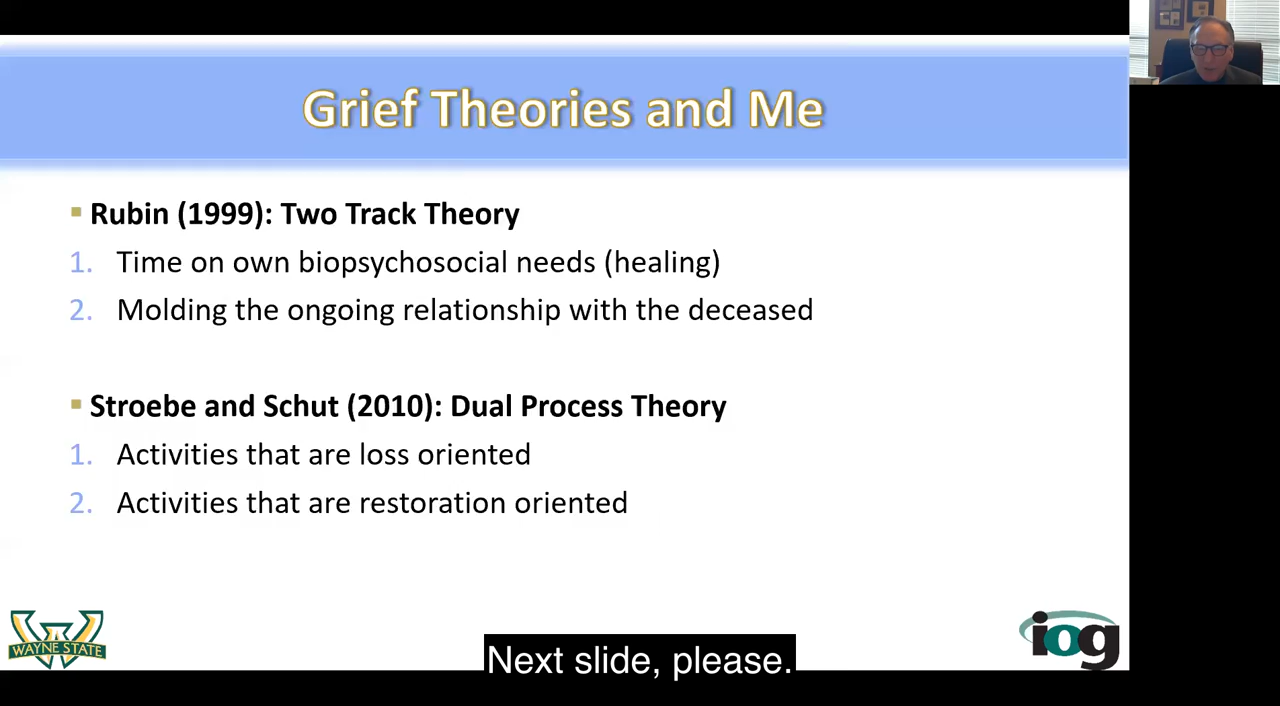 Grief Theories and Me
▪ Rubin (1999): Two Track Theory
1. Time on own biopsychosocial needs (healing)
2. Molding the ongoing relationship with the deceased
▪ Stroebe and Schut (2010): Dual Process Theory
1. Activities that are loss oriented
2. Activities that are restoration oriented
W
WAYNE STATE
iog
Next slide, please.